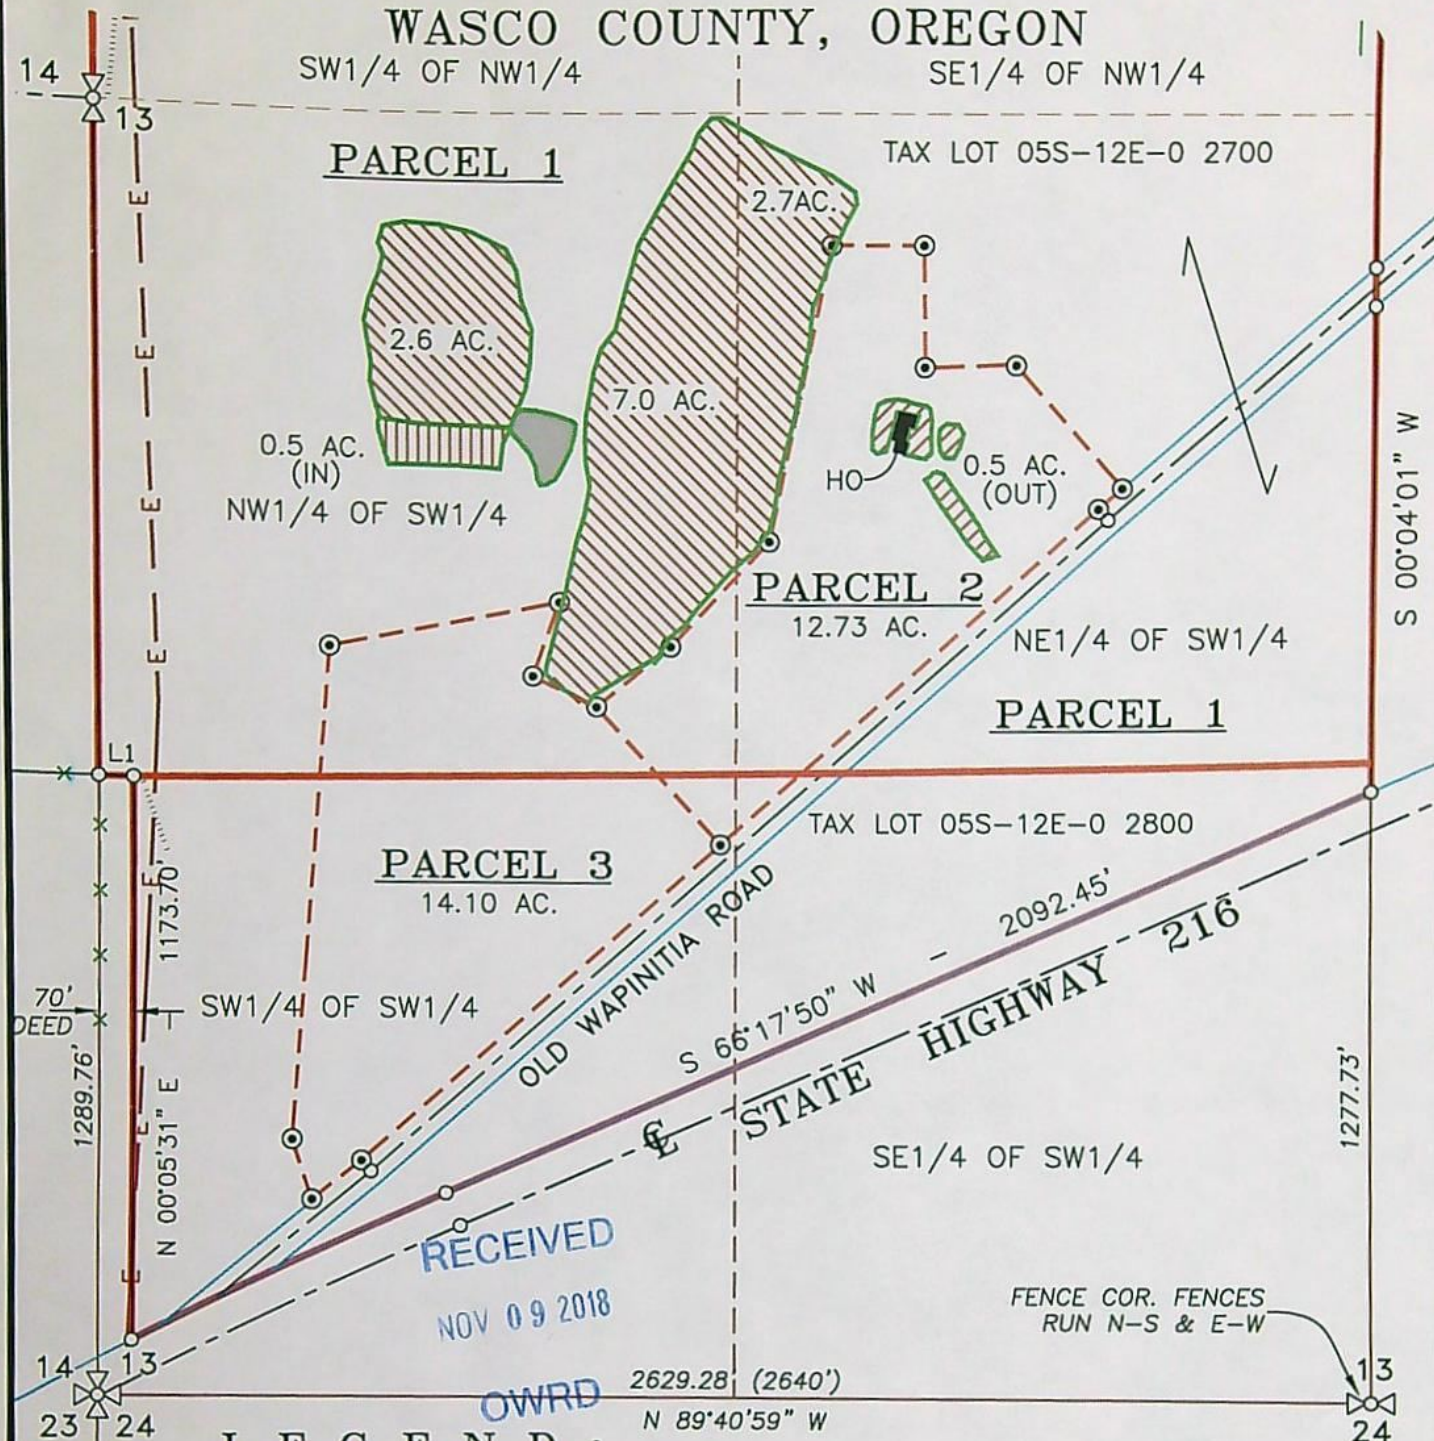 WASCO COUNTY, OREGON
SW1/4 OF NW1/4
SE1/4 OF NW1/4
14
13
PARCEL 1
TAX LOT 05S-12E-0 2700
2.7AC.
E
E
2.6 AC.
7.0 AC.
0.5 AC.
(IN)
HO
0.5 AC.
(OUT)
NW1/4 OF SW1/4
E
S 00°04'01" W
PARCEL 2
12.73 AC.
NE1/4 OF SW1/4
E
PARCEL 1
L1
TAX LOT 05S-12E-0 2800
PARCEL 3
14.10 AC.
E
1173.70'
OLD WAPINITIA ROAD
S 66°17'50" W - 2092.45'
℄ STATE HIGHWAY 216
70'
DEED
SW1/4 OF SW1/4
1289.76'
N 00°05'31" E
E
1277.73'
SE1/4 OF SW1/4
E
RECEIVED
NOV 09 2018
OWRD
FENCE COR. FENCES
RUN N-S & E-W
14
13
13
2629.28 (2640')
N 89°40'59" W
23
24
24
LEGEND: